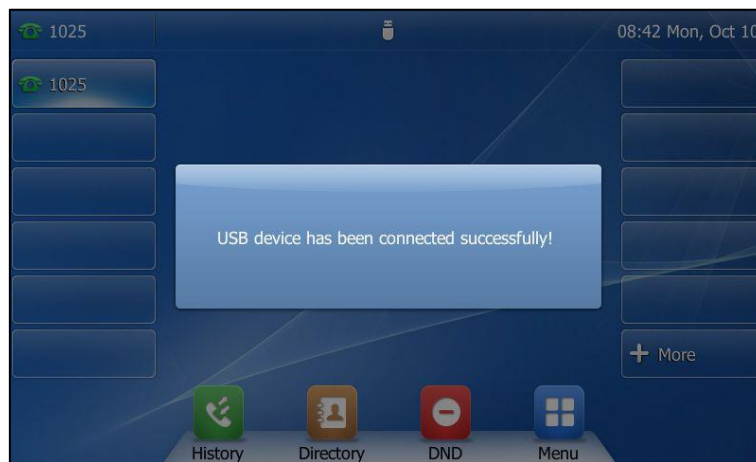 1025
08:42 Mon, Oct 10
1025
USB device has been connected successfully!
More
History
Directory
DND
Menu